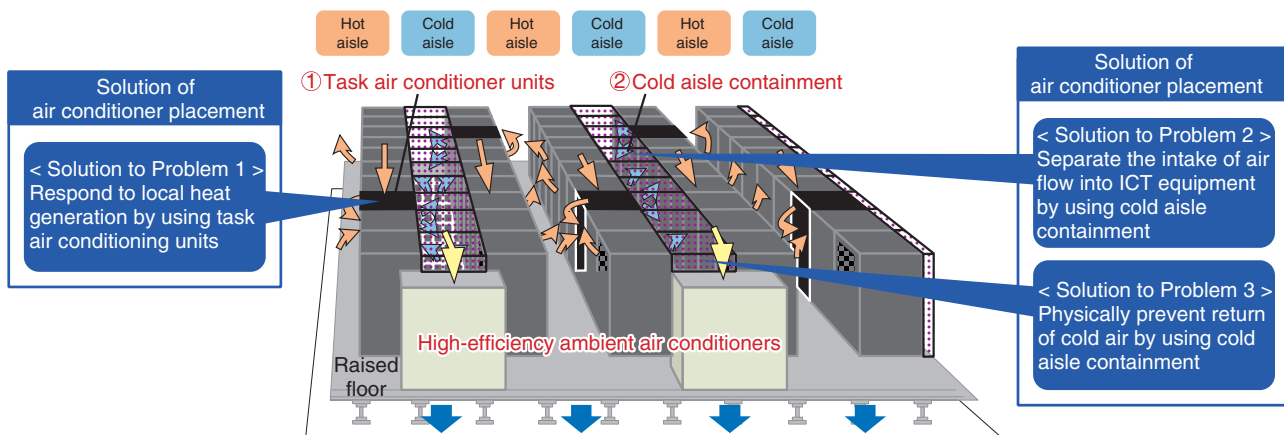 Hot
aisle
Cold
aisle
Hot
aisle
Cold
aisle
Hot
aisle
Cold
aisle
Solution of
air conditioner placement
< Solution to Problem 1 >
Respond to local heat
generation by using task
air conditioning units
①Task air conditioner units
②Cold aisle containment
High-efficiency ambient air conditioners
Raised
floor
Solution of
air conditioner placement
< Solution to Problem 2 >
Separate the intake of air
flow into ICT equipment
by using cold aisle
containment
< Solution to Problem 3 >
Physically prevent return
of cold air by using cold
aisle containment